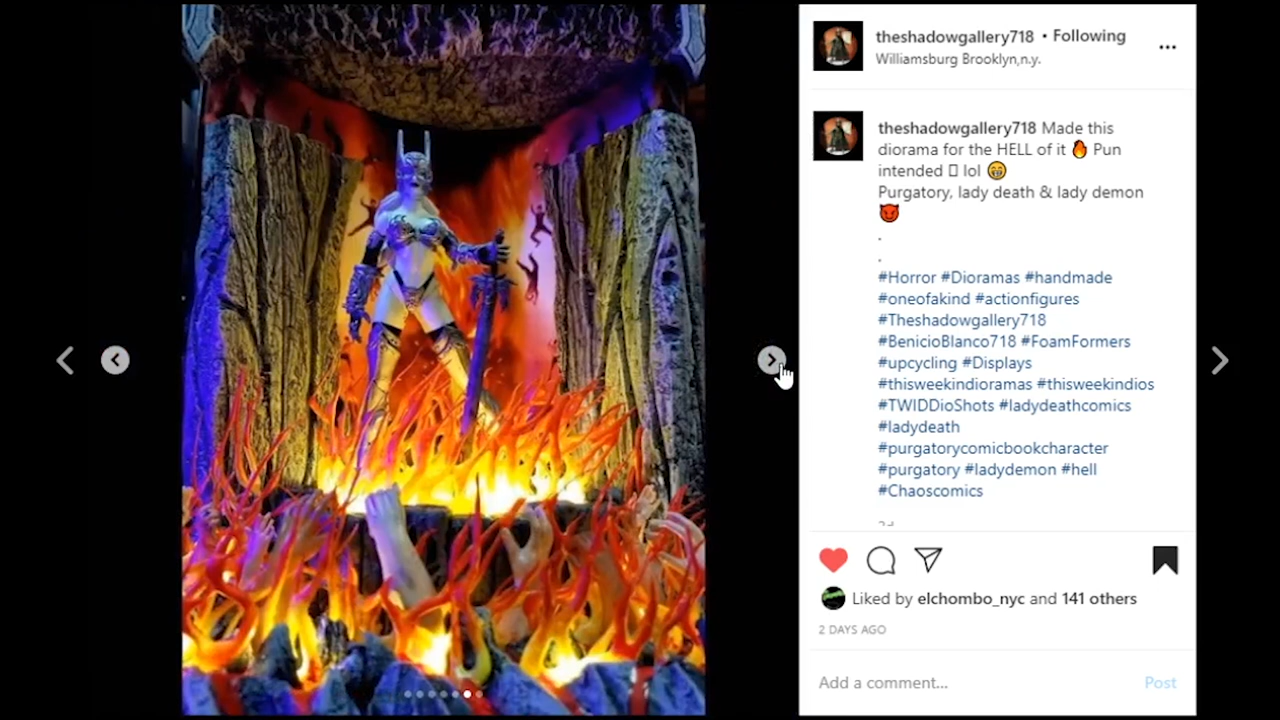 theshadowgallery718 • Following
Williamsburg Brooklyn,n.y.
theshadowgallery718 Made this
diorama for the HELL of it 🔥 Pun
intended lol 😁
Purgatory, lady death & lady demon
😈
.
.
#Horror #Dioramas #handmade
#oneofakind #actionfigures
#Theshadowgallery718
#BenicioBlanco718 #FoamFormers
#upcycling #Displays
#thisweekindioramas #thisweekindios
#TWIDDioShots #ladydeathcomics
#ladydeath
#purgatorycomicbookcharacter
#purgatory #ladydemon #hell
#Chaoscomics
2d
Liked by elchombo_nyc and 141 others
2 DAYS AGO
Add a comment... Post